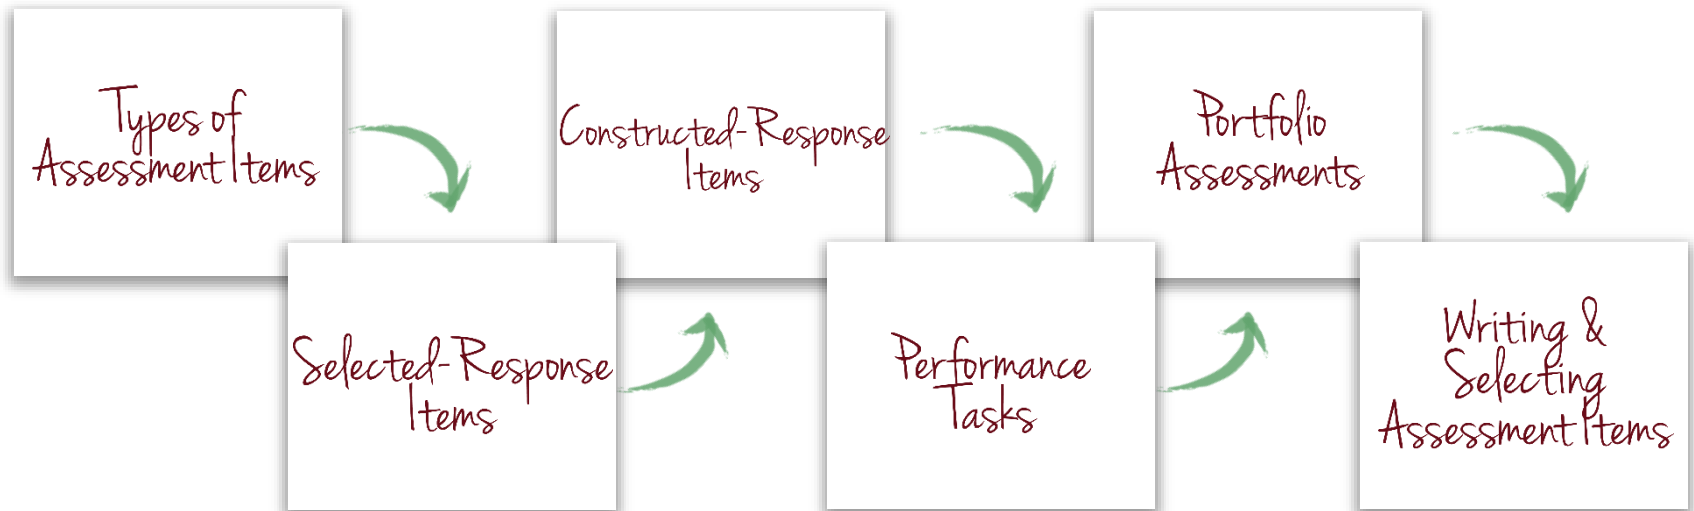 Types of
Assessment Items
Selected-Response
Items
Constructed-Response
Items
Performance
Tasks
Portfolio
Assessments
Writing &
Selecting
Assessment Items